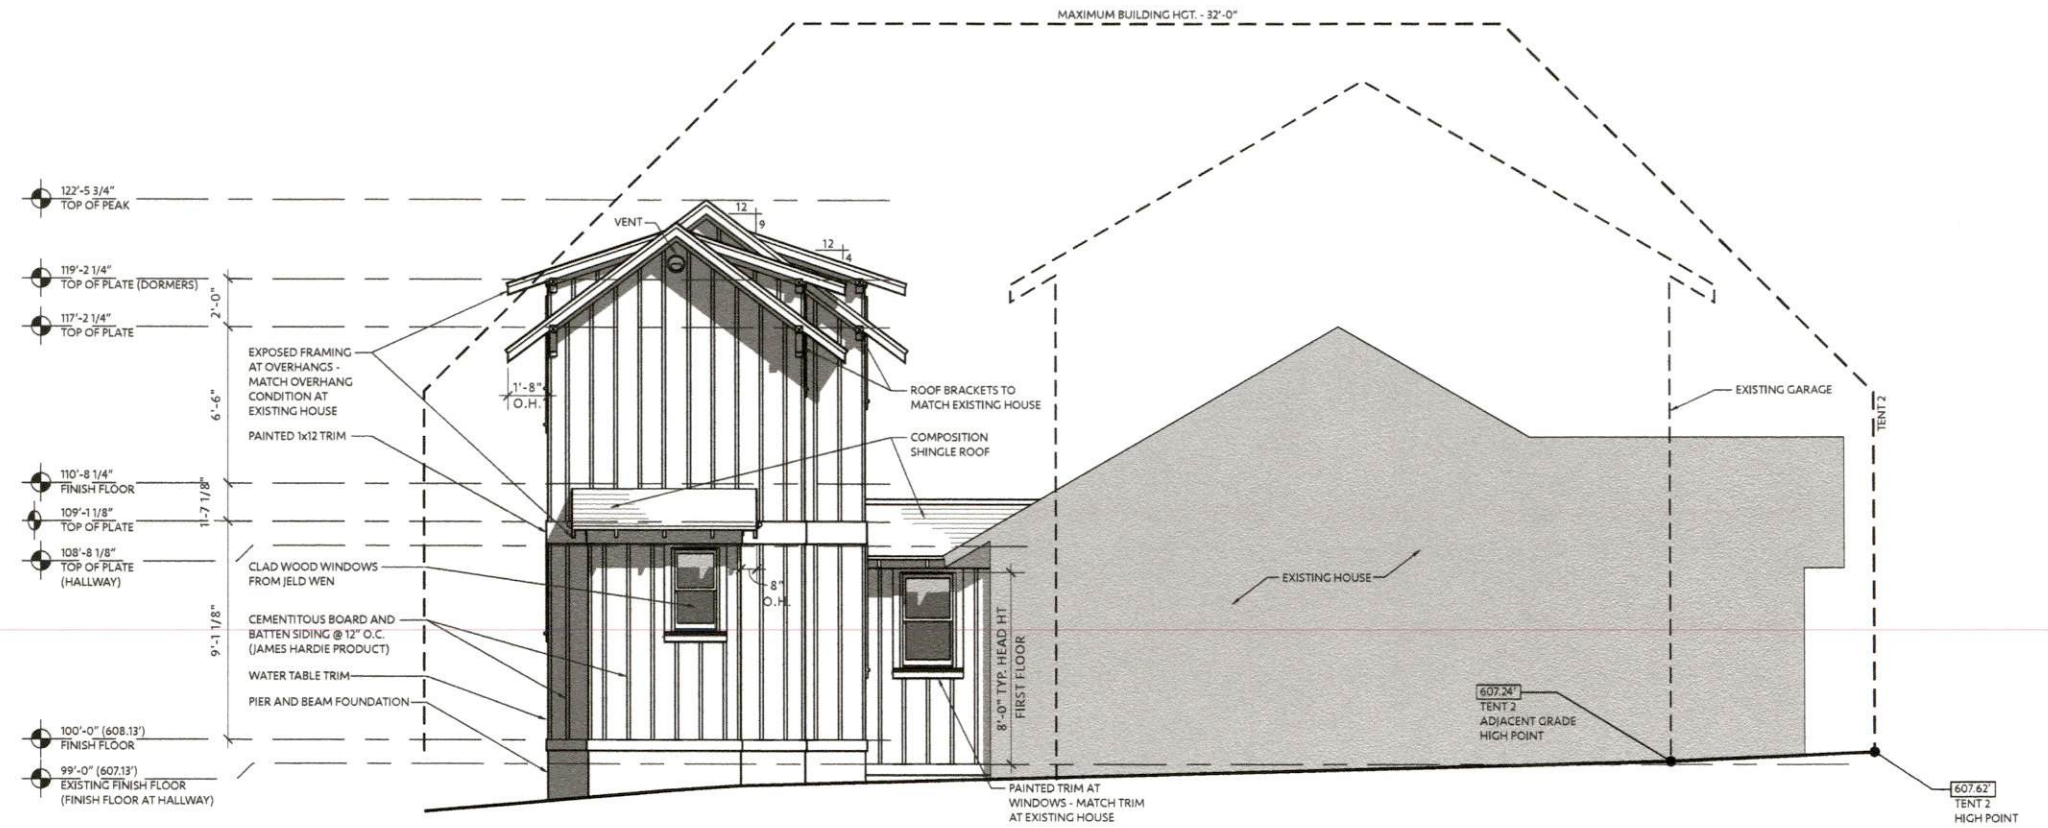 MAXIMUM BUILDING HGT. - 32'-0"
122'-5 3/4"
TOP OF PEAK
VENT
12
9
12
4
119'-2 1/4"
TOP OF PLATE (DORMERS)
2'-0"
117'-2 1/4"
TOP OF PLATE
EXPOSED FRAMING
AT OVERHANGS -
MATCH OVERHANG
CONDITION AT
EXISTING HOUSE
1'-8"
O.H.
ROOF BRACKETS TO
MATCH EXISTING HOUSE
EXISTING GARAGE
TENT 2
6'-6"
PAINTED 1x12 TRIM
COMPOSITION
SHINGLE ROOF
110'-8 1/4"
FINISH FLOOR
1'-7 1/8"
109'-1 1/8"
TOP OF PLATE
108'-8 1/8"
TOP OF PLATE
(HALLWAY)
CLAD WOOD WINDOWS
FROM JELD WEN
8"
O.H.
EXISTING HOUSE
9'-1 1/8"
CEMENTITOUS BOARD AND
BATTEN SIDING @ 12" O.C.
(JAMES HARDIE PRODUCT)
8'-0" TYP. HEAD HT
FIRST FLOOR
WATER TABLE TRIM
PIER AND BEAM FOUNDATION
607.24'
TENT 2
ADJACENT GRADE
HIGH POINT
100'-0" (608.13')
FINISH FLOOR
99'-0" (607.13')
EXISTING FINISH FLOOR
(FINISH FLOOR AT HALLWAY)
PAINTED TRIM AT
WINDOWS - MATCH TRIM
AT EXISTING HOUSE
607.62'
TENT 2
HIGH POINT